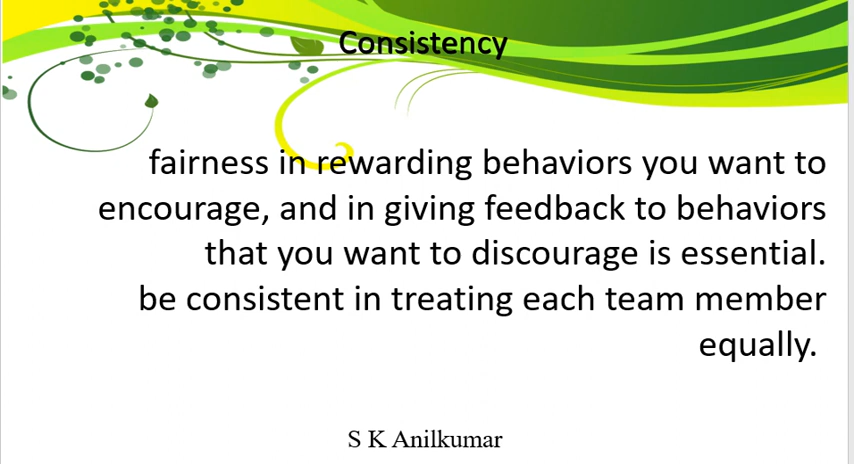 Consistency
fairness in rewarding behaviors you want to
encourage, and in giving feedback to behaviors
that you want to discourage is essential.
be consistent in treating each team member
equally.
S K Anilkumar